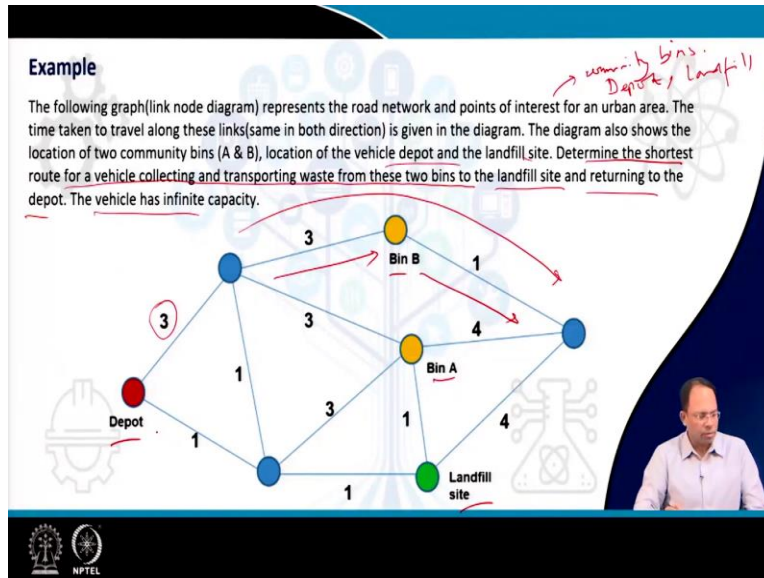 Example
community bins.
Depot, Landfill
The following graph(link node diagram) represents the road network and points of interest for an urban area. The
time taken to travel along these links(same in both direction) is given in the diagram. The diagram also shows the
location of two community bins (A & B), location of the vehicle depot and the landfill site. Determine the shortest
route for a vehicle collecting and transporting waste from these two bins to the landfill site and returning to the
depot. The vehicle has infinite capacity.
3
Bin B
1
3
3
4
Bin A
1
Depot
3
1
4
1
1
Landfill
site
NPTEL